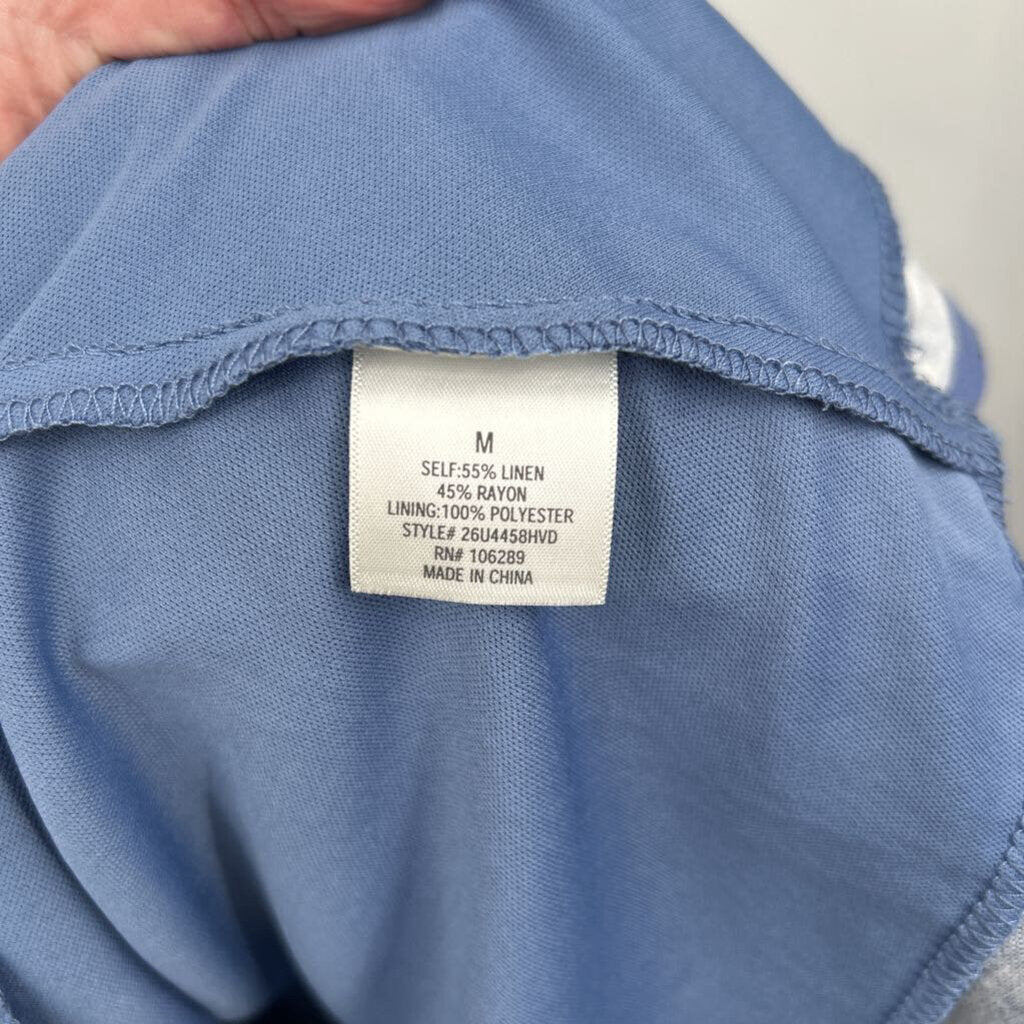 M
SELF:55% LINEN
45% RAYON
LINING:100% POLYESTER
STYLE# 26U4458HVD
RN# 106289
MADE IN CHINA